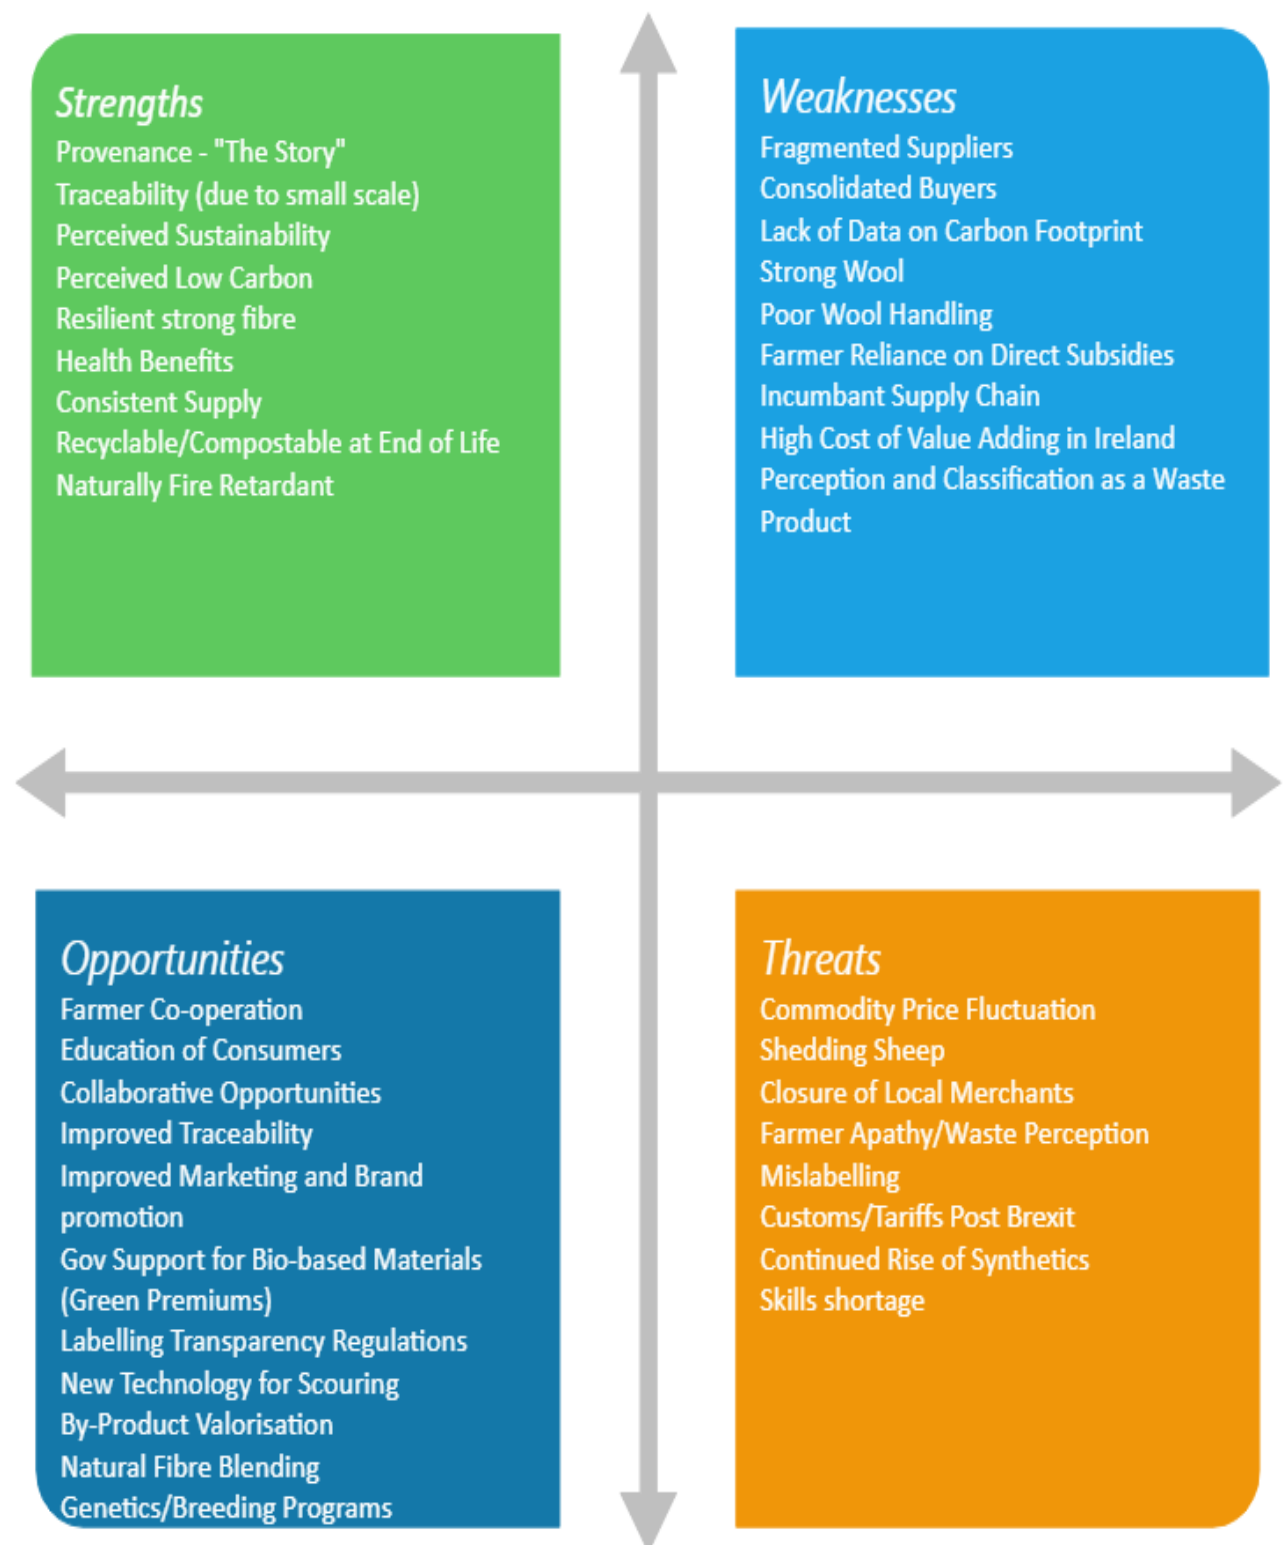 Strengths
Provenance - "The Story"
Traceability (due to small scale)
Perceived Sustainability
Perceived Low Carbon
Resilient strong fibre
Health Benefits
Consistent Supply
Recyclable/Compostable at End of Life
Naturally Fire Retardant
Weaknesses
Fragmented Suppliers
Consolidated Buyers
Lack of Data on Carbon Footprint
Strong Wool
Poor Wool Handling
Farmer Reliance on Direct Subsidies
Incumbant Supply Chain
High Cost of Value Adding in Ireland
Perception and Classification as a Waste
Product
Opportunities
Farmer Co-operation
Education of Consumers
Collaborative Opportunities
Improved Traceability
Improved Marketing and Brand
promotion
Gov Support for Bio-based Materials
(Green Premiums)
Labelling Transparency Regulations
New Technology for Scouring
By-Product Valorisation
Natural Fibre Blending
Genetics/Breeding Programs
Threats
Commodity Price Fluctuation
Shedding Sheep
Closure of Local Merchants
Farmer Apathy/Waste Perception
Mislabelling
Customs/Tariffs Post Brexit
Continued Rise of Synthetics
Skills shortage